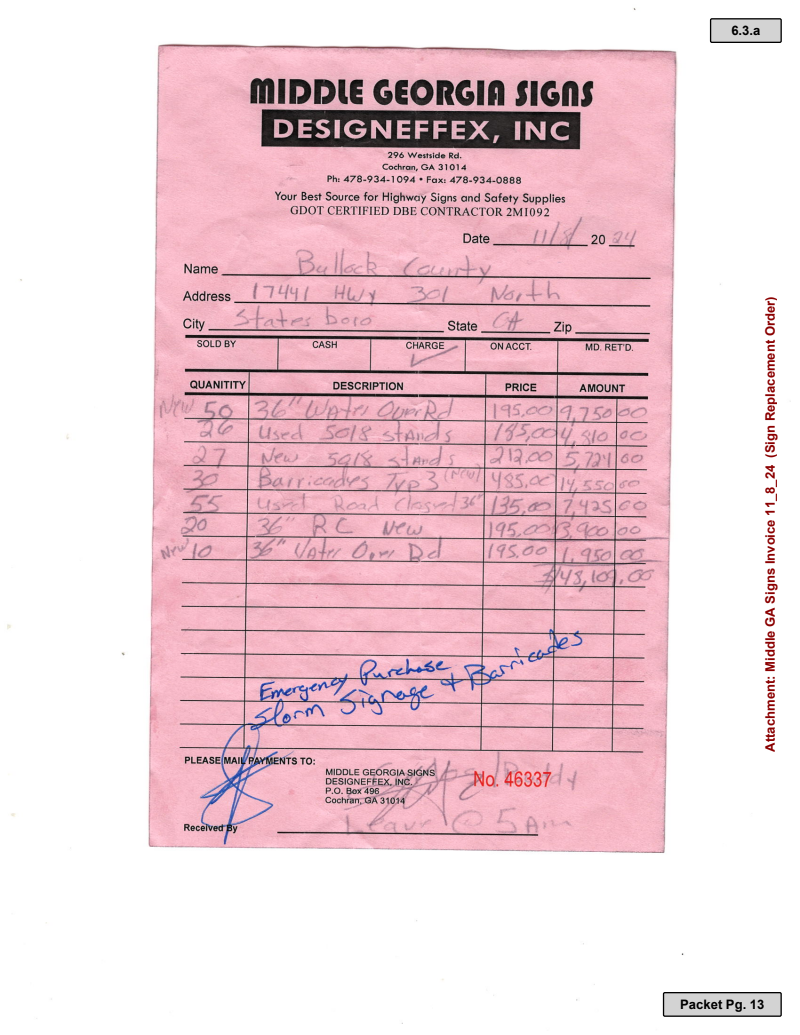 6.3.a
MIDDLE GEORGIA SIGNS
DESIGNEFFEX, INC
296 Westside Rd.
Cochran, GA 31014
Ph: 478-934-1094 • Fax: 478-934-0888
Your Best Source for Highway Signs and Safety Supplies
GDOT CERTIFIED DBE CONTRACTOR 2M1092
Date 11/8/ 20 24
Name Bullock County
Address 17441 HWY 301 North
City States boro State GA Zip
SOLD BY CASH CHARGE ON ACCT. MD. RET'D.
QUANITITY DESCRIPTION PRICE AMOUNT
New 50 36" Water Over Rd 195.00 9,750 00
26 Used 5018 stands 185,00 4,810 00
27 New 5018 stands 212.00 5,724 00
30 Barricades Typ 3 (New) 485.00 14,550 00
55 Used Road Closed 36" 135,00 7,425 00
20 36" RC New 195.00 3,900 00
New 10 36" Water Over Rd 195.00 1,950 00
$48,109.00
Emergency Purchase
Storm Signage + Barricades
PLEASE MAIL PAYMENTS TO:
MIDDLE GEORGIA SIGNS
DESIGNEFFEX, INC.
P.O. Box 496
Cochran, GA 31014
No. 46337
Leave @ 5 Am
Received By
Attachment: Middle GA Signs Invoice 11_8_24 (Sign Replacement Order)
Packet Pg. 13